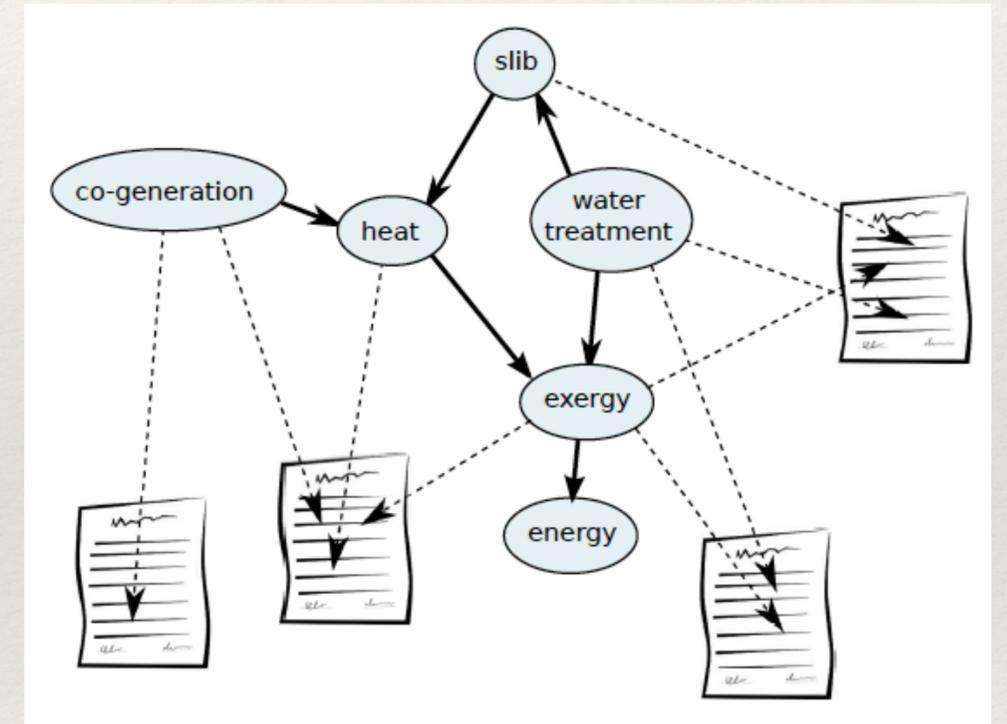 slib
co-generation
water
treatment
heat
exergy
energy